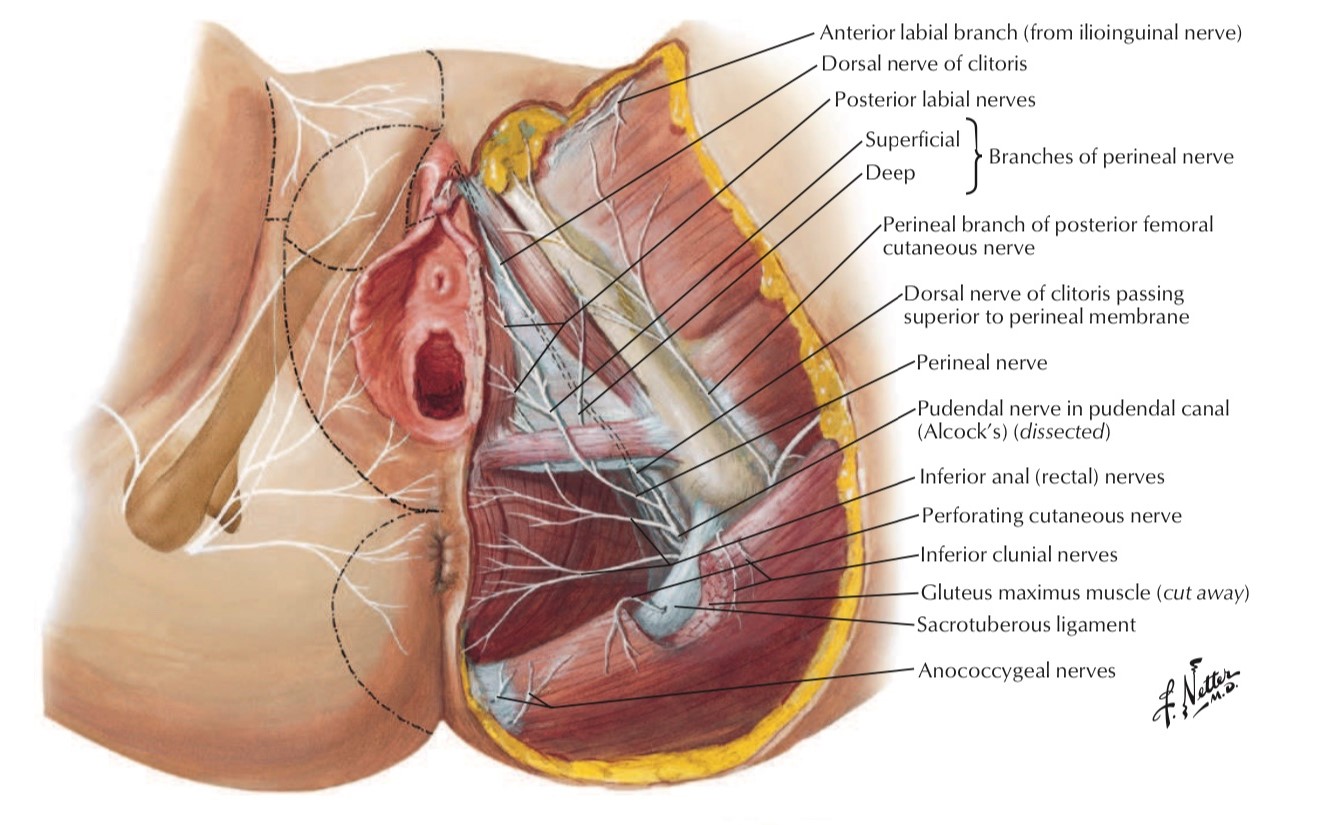 Anterior labial branch (from ilioinguinal nerve)
Dorsal nerve of clitoris
Posterior labial nerves
Superficial
Deep
Branches of perineal nerve
Perineal branch of posterior femoral
cutaneous nerve
Dorsal nerve of clitoris passing
superior to perineal membrane
Perineal nerve
Pudendal nerve in pudendal canal
(Alcock's) (dissected)
Inferior anal (rectal) nerves
Perforating cutaneous nerve
Inferior clunial nerves
Gluteus maximus muscle (cut away)
Sacrotuberous ligament
Anococcygeal nerves
F. Netter
M.D.